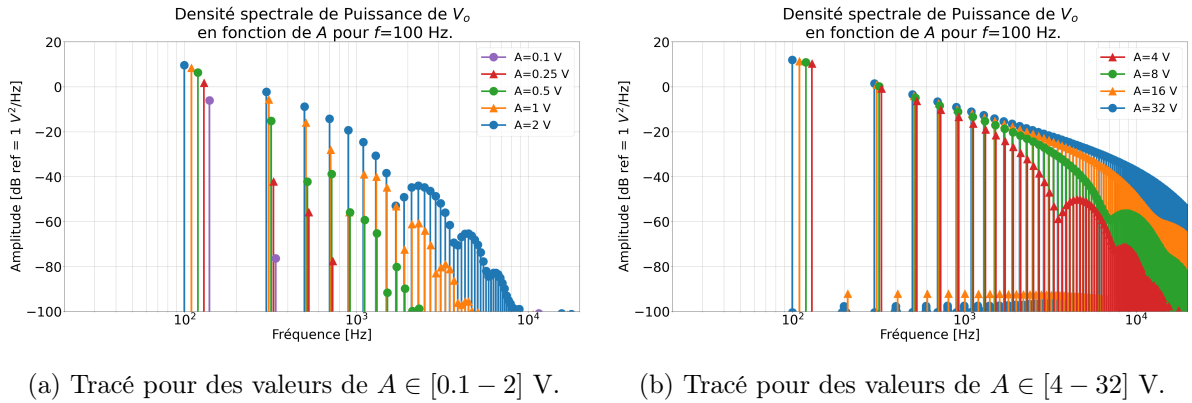 Densité spectrale de Puissance de Vo
en fonction de A pour f=100 Hz.
Amplitude [dB ref = 1 V²/Hz)
20
0
−20
−40
−60
−80
−100
A=0.1 V
A=0.25 V
A=0.5 V
A=1 V
A=2 V
10² 10³ 10⁴
Fréquence [Hz]
(a) Tracé pour des valeurs de A ∈ [0.1 − 2] V.
Densité spectrale de Puissance de Vo
en fonction de A pour f=100 Hz.
Amplitude [dB ref = 1 V²/Hz)
20
0
−20
−40
−60
−80
−100
A=4 V
A=8 V
A=16 V
A=32 V
10² 10³ 10⁴
Fréquence [Hz]
(b) Tracé pour des valeurs de A ∈ [4 − 32] V.